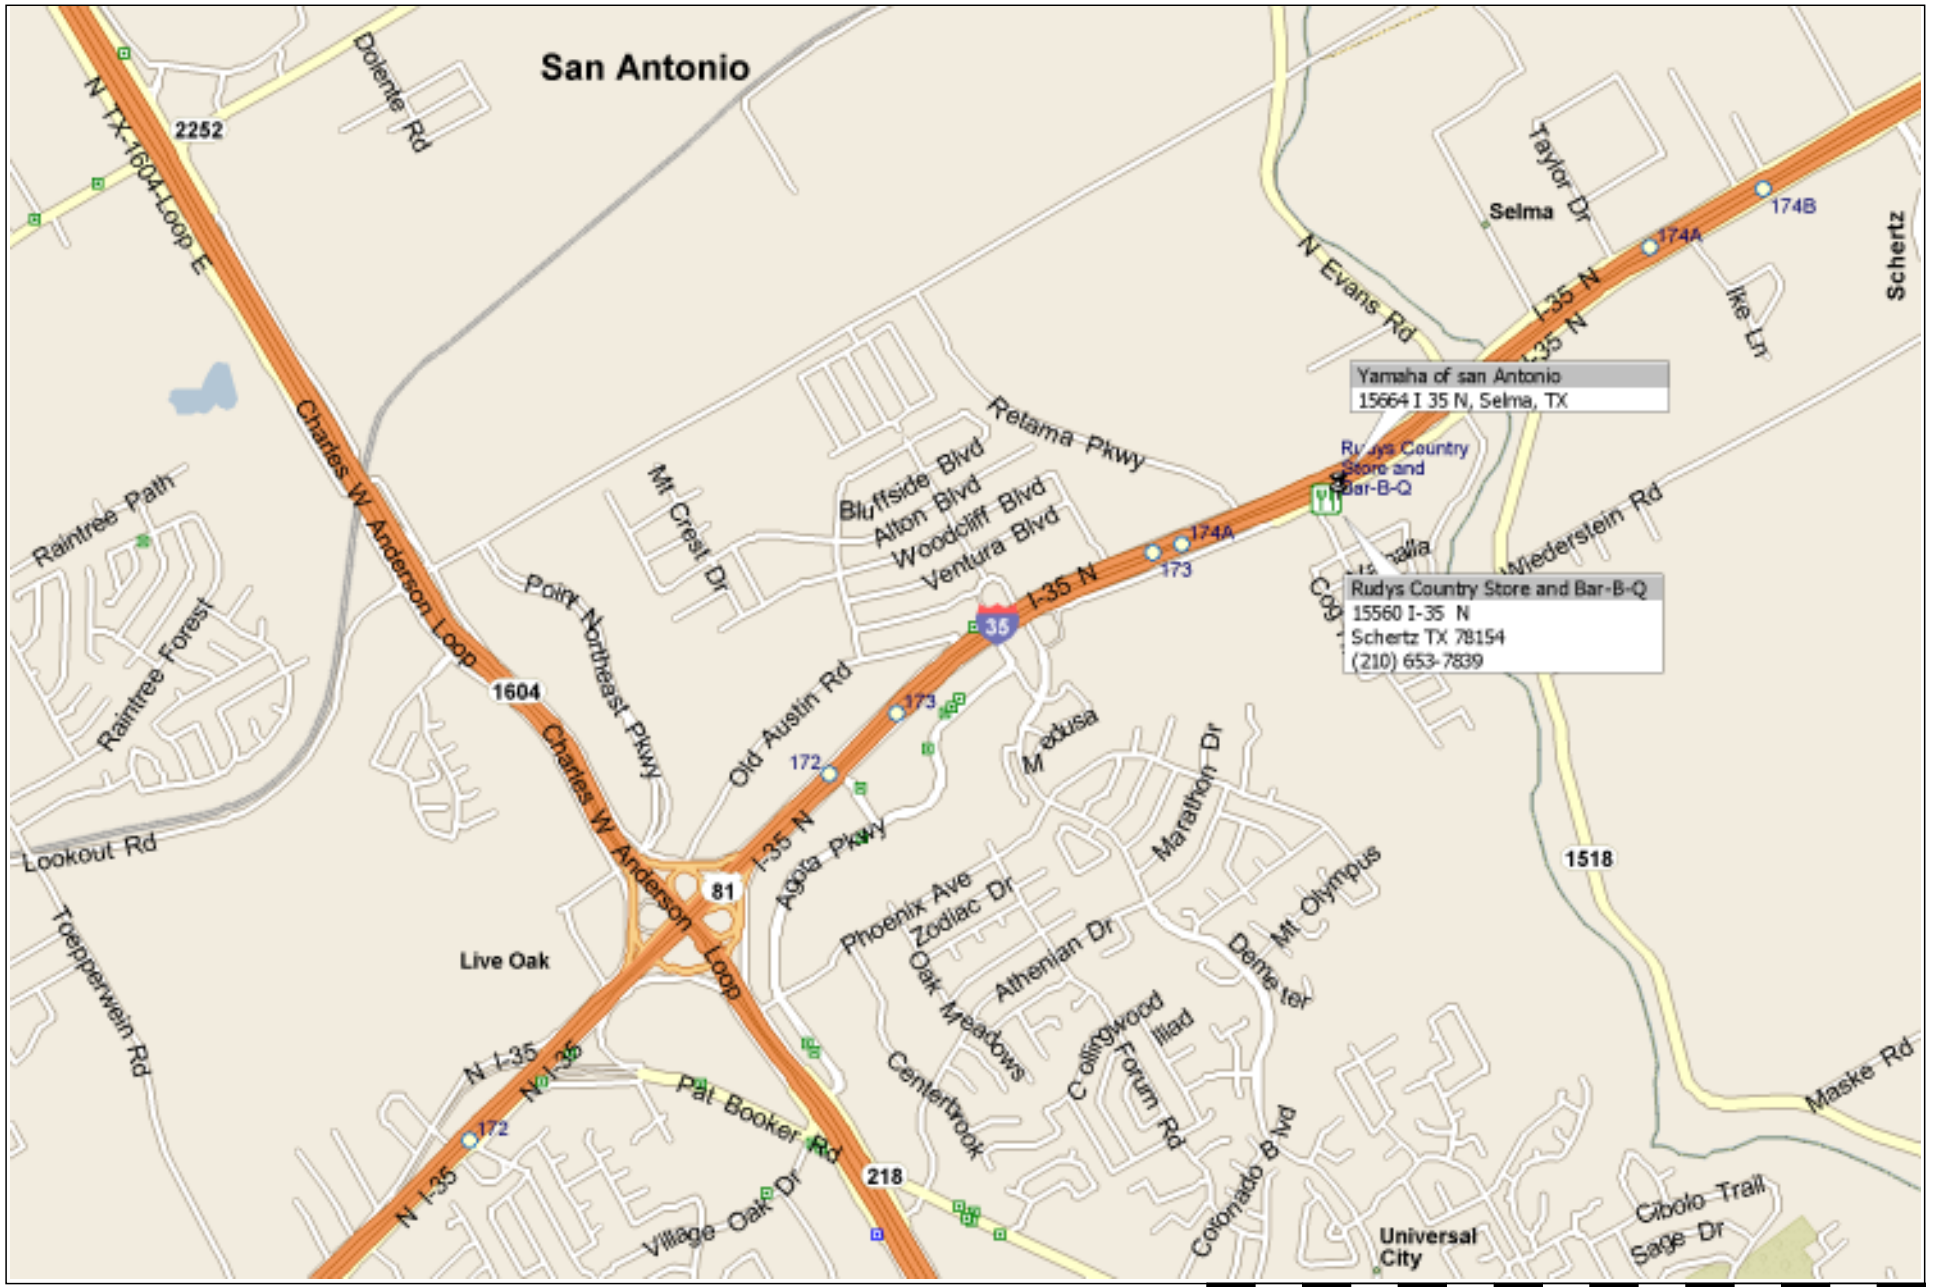 San Antonio
Dolente Rd
2252
N TX-1604-Loop E
Taylor Dr
Selma
174B
174A
Schertz
N Evans Rd
I-35 N
I-35 N
Ike Ln
Yamaha of san Antonio
15664 I 35 N, Selma, TX
Charles W Anderson Loop
Retama Pkwy
Rudys Country
Store and
Bar-B-Q
Bluffside Blvd
Alton Blvd
Woodcliff Blvd
Ventura Blvd
Mt Crest Dr
Raintree Path
Wiederstein Rd
174A
173
I-35 N
35
Point Northeast Pkwy
Rudys Country Store and Bar-B-Q
15560 I-35 N
Schertz TX 78154
(210) 653-7839
Raintree Forest
1604
Old Austin Rd
173
172
Medusa
Marathon Dr
Charles W Anderson Loop
I-35 N
Agora Pkwy
Lookout Rd
81
1518
Mt Olympus
Phoenix Ave
Zodiac Dr
Athenian Dr
Demeter
Live Oak
Toepperwein Rd
Oak Meadows
Collingwood
Iliad
Forum Rd
Centerbrook
N I-35
N I-35
Pat Booker Rd
Maske Rd
172
N I-35
218
Village Oak Dr
Coronado Blvd
Cibolo Trail
Sage Dr
Universal
City